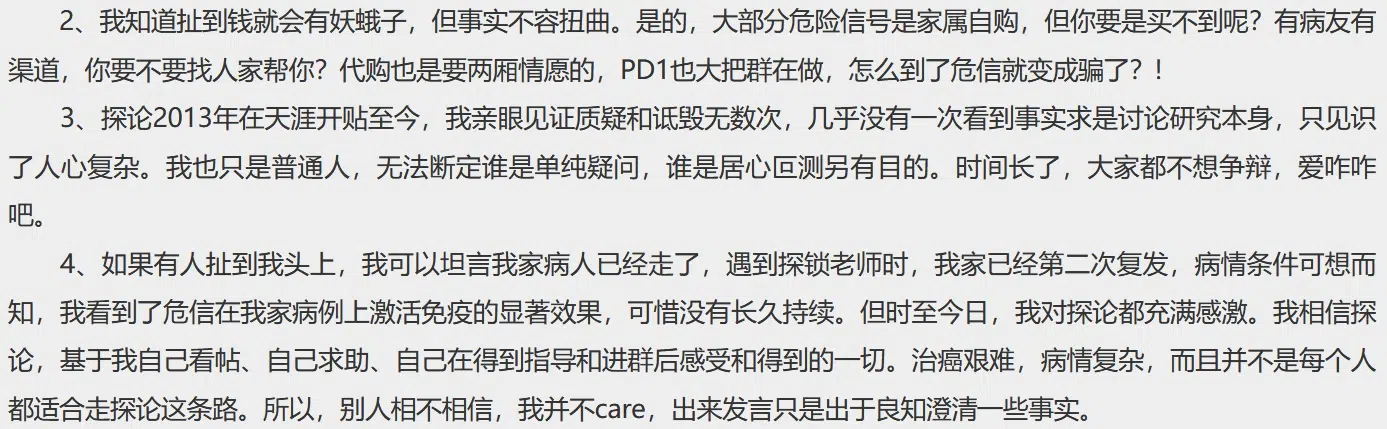 2、我知道扯到钱就会有妖蛾子，但事实不容扭曲。是的，大部分危险信号是家属自购，但你要是买不到呢？有病友有
渠道，你要不要找人家帮你？代购也是要两厢情愿的，PD1也大把群在做，怎么到了危信就变成骗了？!
3、探论2013年在天涯开贴至今，我亲眼见证质疑和诋毁无数次，几乎没有一次看到事实求是讨论研究本身，只见识
了人心复杂。我也只是普通人，无法断定谁是单纯疑问，谁是居心叵测另有目的。时间长了，大家都不想争辩，爱咋咋
吧。
4、如果有人扯到我头上，我可以坦言我家病人已经走了，遇到探锁老师时，我家已经第二次复发，病情条件可想而
知，我看到了危信在我家病例上激活免疫的显著效果，可惜没有长久持续。但时至今日，我对探论都充满感激。我相信探
论，基于我自己看帖、自己求助、自己在得到指导和进群后感受和得到的一切。治癌艰难，病情复杂，而且并不是每个人
都适合走探论这条路。所以，别人相不相信，我并不care，出来发言只是出于良知澄清一些事实。